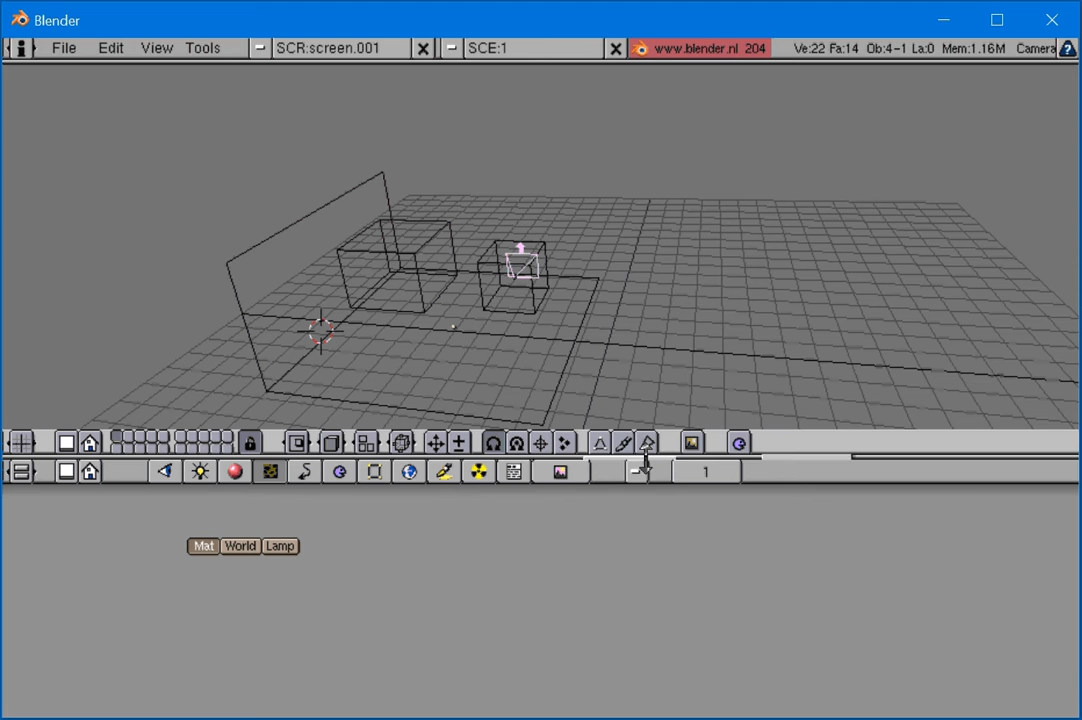 Blender
File Edit View Tools SCR:screen.001 SCE:1 www.blender.nl 204 Ve:22 Fa:14 Ob:4-1 La:0 Mem:1.16M Camera
1
Mat World Lamp